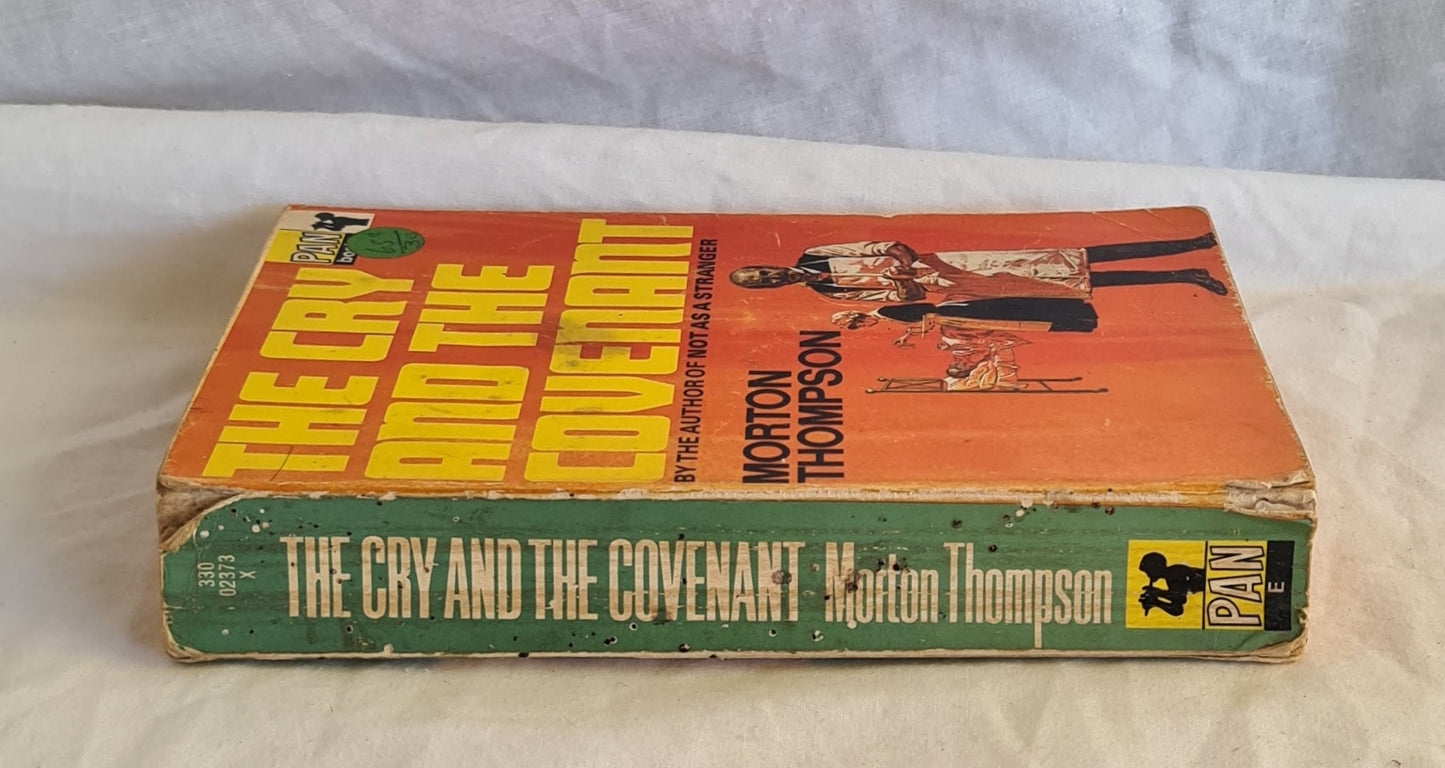 PAN
THE CRY
AND THE
COVENANT
BY THE AUTHOR OF NOT AS A STRANGER
MORTON
THOMPSON
330
02373
X
THE CRY AND THE COVENANT Morton Thompson
PAN
E